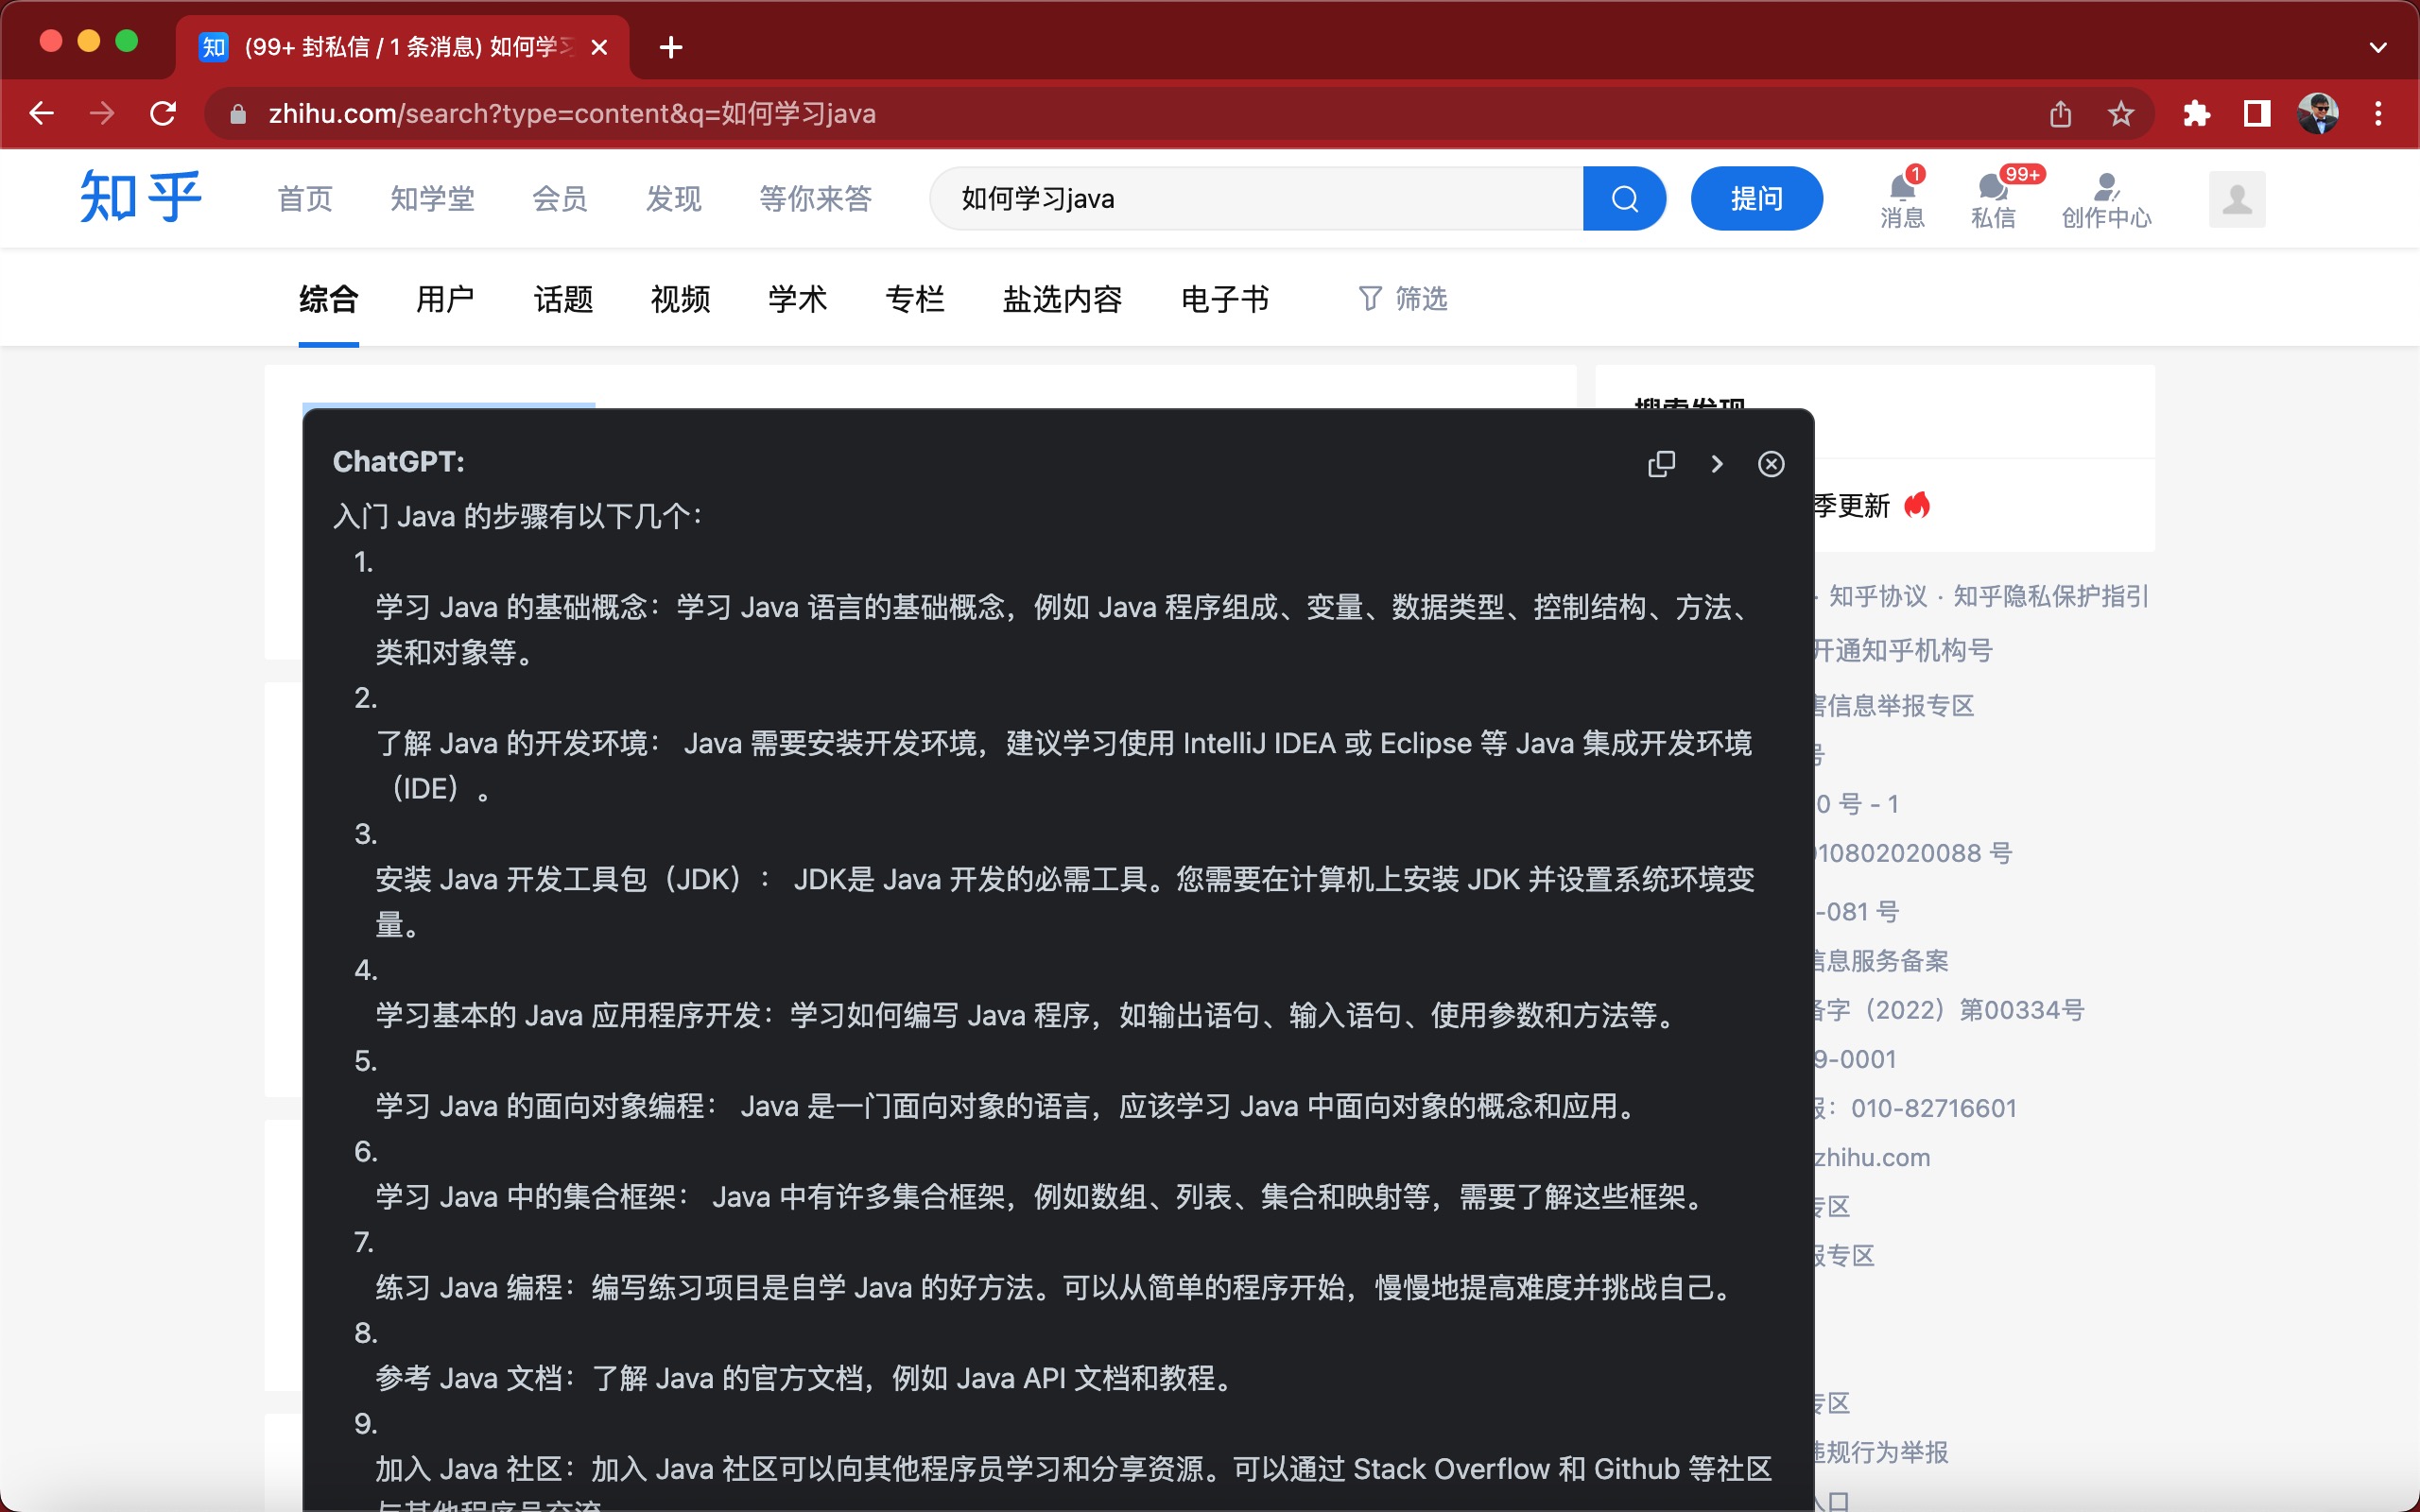 (99+ 封私信 / 1 条消息) 如何学习
zhihu.com/search?type=content&q=如何学习java
知乎
首页 知学堂 会员 发现 等你来答
如何学习java
提问
1
消息
99+
私信
创作中心
综合 用户 话题 视频 学术 专栏 盐选内容 电子书 筛选
搜索发现
ChatGPT:
入门 Java 的步骤有以下几个：
1.
学习 Java 的基础概念：学习 Java 语言的基础概念，例如 Java 程序组成、变量、数据类型、控制结构、方法、
类和对象等。
2.
了解 Java 的开发环境： Java 需要安装开发环境，建议学习使用 IntelliJ IDEA 或 Eclipse 等 Java 集成开发环境
（IDE）。
3.
安装 Java 开发工具包（JDK）： JDK是 Java 开发的必需工具。您需要在计算机上安装 JDK 并设置系统环境变
量。
4.
学习基本的 Java 应用程序开发：学习如何编写 Java 程序，如输出语句、输入语句、使用参数和方法等。
5.
学习 Java 的面向对象编程： Java 是一门面向对象的语言，应该学习 Java 中面向对象的概念和应用。
6.
学习 Java 中的集合框架： Java 中有许多集合框架，例如数组、列表、集合和映射等，需要了解这些框架。
7.
练习 Java 编程：编写练习项目是自学 Java 的好方法。可以从简单的程序开始，慢慢地提高难度并挑战自己。
8.
参考 Java 文档：了解 Java 的官方文档，例如 Java API 文档和教程。
9.
加入 Java 社区：加入 Java 社区可以向其他程序员学习和分享资源。可以通过 Stack Overflow 和 Github 等社区
与其他程序员交流
季更新
· 知乎协议 · 知乎隐私保护指引
开通知乎机构号
害信息举报专区
号
0 号 - 1
010802020088 号
-081 号
信息服务备案
备字（2022）第00334号
9-0001
报：010-82716601
zhihu.com
专区
报专区
专区
违规行为举报
入口